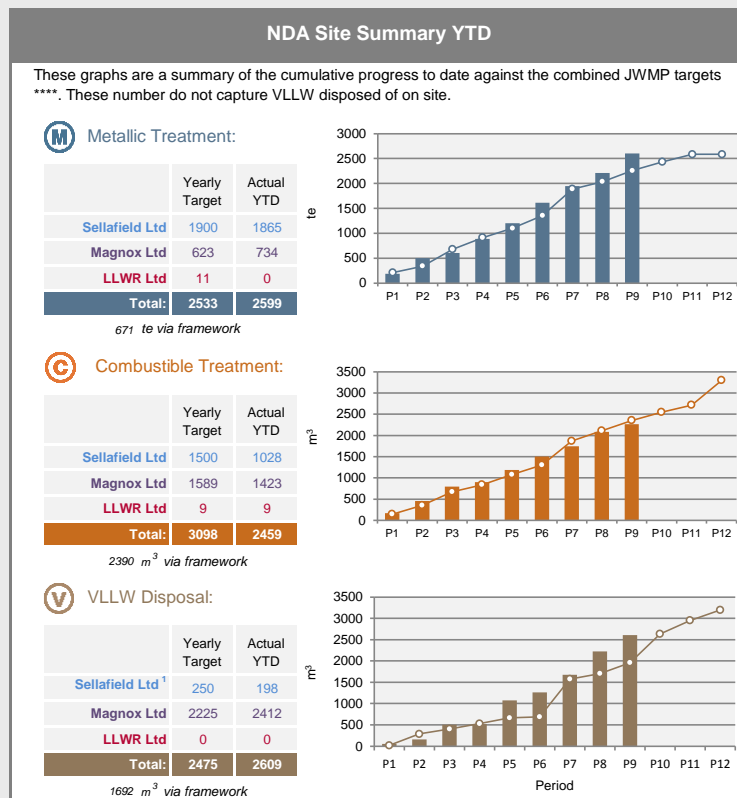 NDA Site Summary YTD
These graphs are a summary of the cumulative progress to date against the combined JWMP targets
****. These number do not capture VLLW disposed of on site.
M Metallic Treatment:
Yearly Target Actual YTD
Sellafield Ltd 1900 1865
Magnox Ltd 623 734
LLWR Ltd 11 0
Total: 2533 2599
671 te via framework
te
3000
2500
2000
1500
1000
500
0
P1 P2 P3 P4 P5 P6 P7 P8 P9 P10 P11 P12
C Combustible Treatment:
Yearly Target Actual YTD
Sellafield Ltd 1500 1028
Magnox Ltd 1589 1423
LLWR Ltd 9 9
Total: 3098 2459
2390 m³ via framework
m³
3500
3000
2500
2000
1500
1000
500
0
P1 P2 P3 P4 P5 P6 P7 P8 P9 P10 P11 P12
V VLLW Disposal:
Yearly Target Actual YTD
Sellafield Ltd ¹ 250 198
Magnox Ltd 2225 2412
LLWR Ltd 0 0
Total: 2475 2609
1692 m³ via framework
m³
3500
3000
2500
2000
1500
1000
500
0
P1 P2 P3 P4 P5 P6 P7 P8 P9 P10 P11 P12
Period